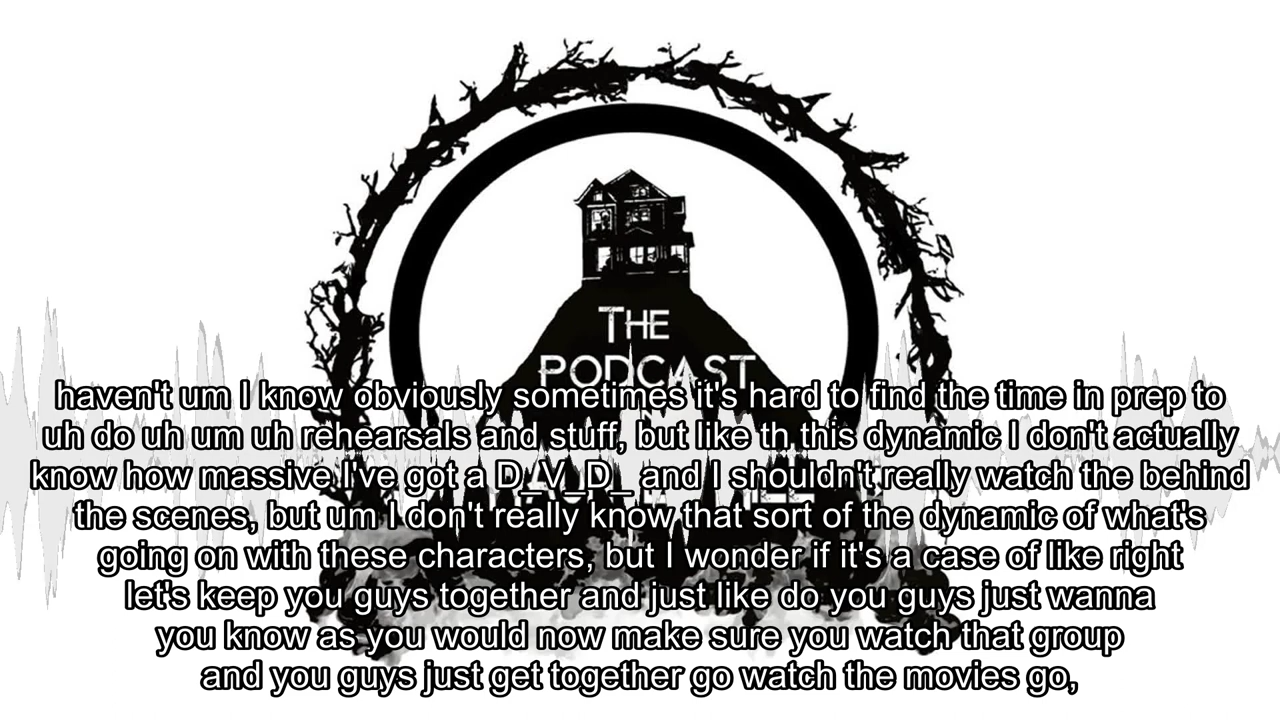 THE
PODCAST
haven't um I know obviously sometimes it's hard to find the time in prep to
uh do uh um uh rehearsals and stuff, but like th this dynamic I don't actually
know how massive I've got a D_V_D_ and I shouldn't really watch the behind
the scenes, but um I don't really know that sort of the dynamic of what's
going on with these characters, but I wonder if it's a case of like right
let's keep you guys together and just like do you guys just wanna
you know as you would now make sure you watch that group
and you guys just get together go watch the movies go,